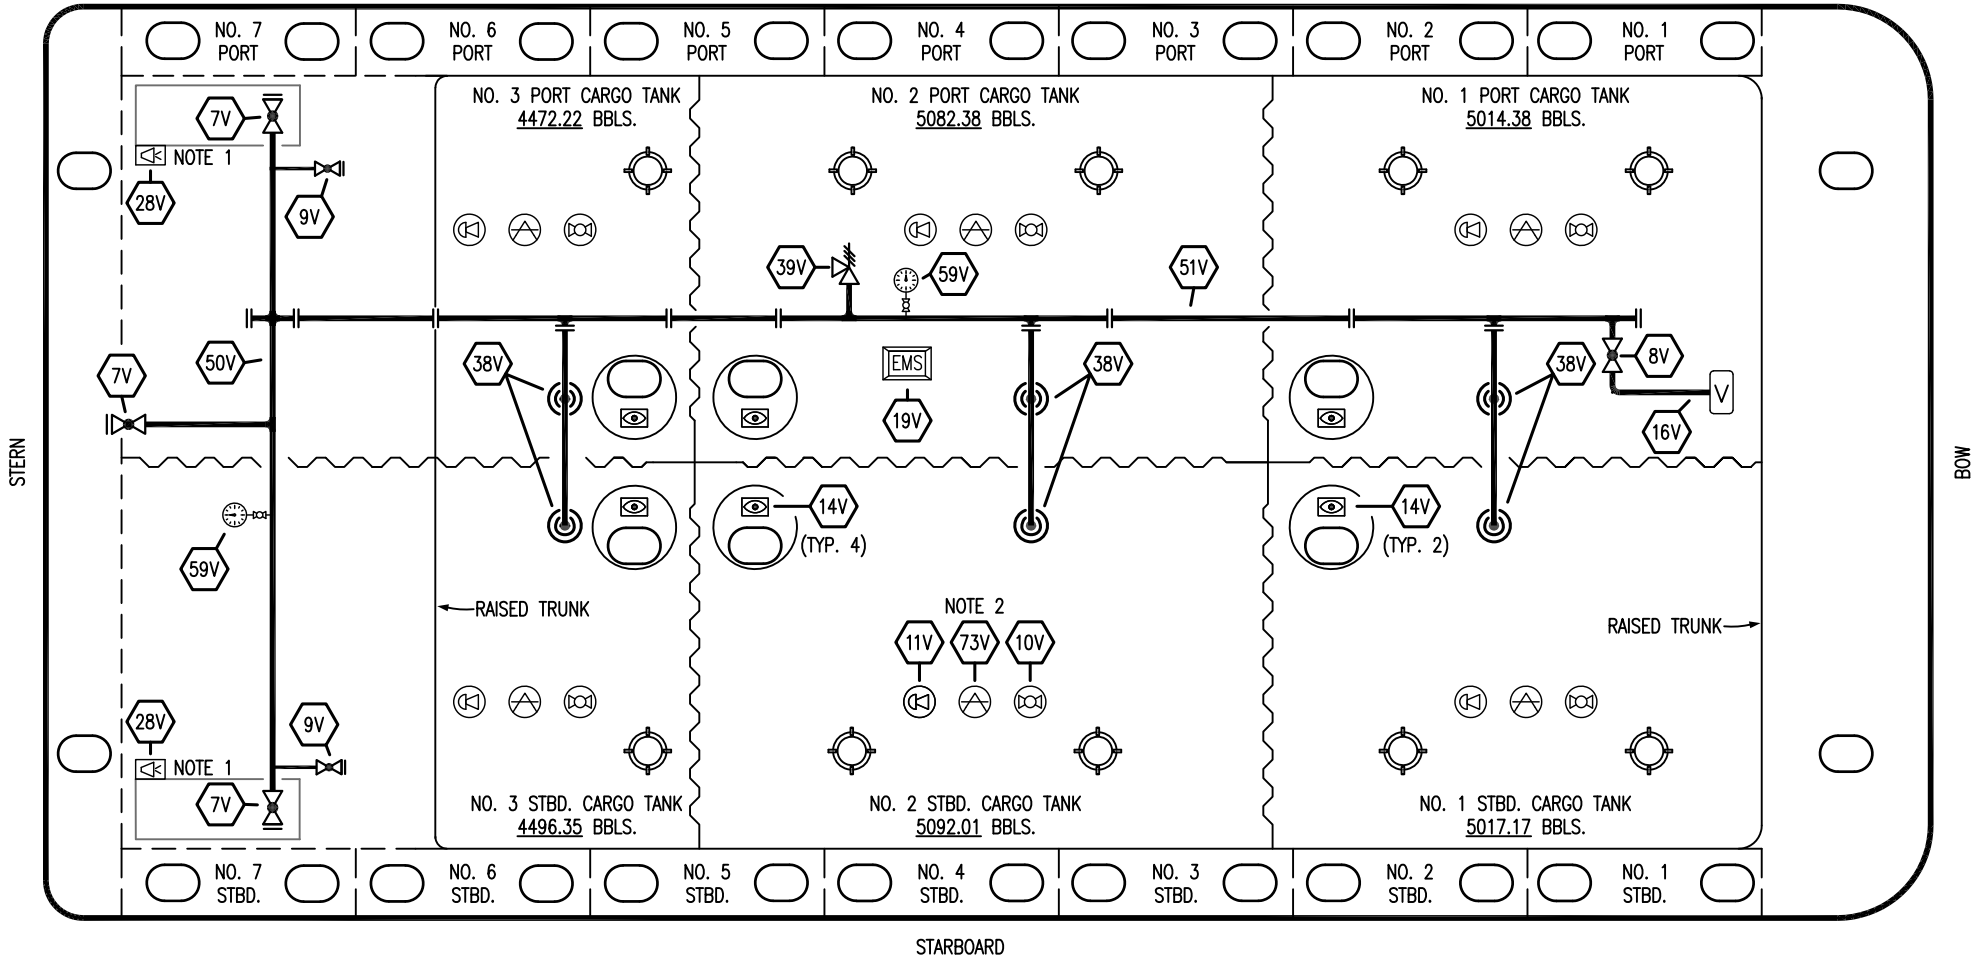 NO. 7
PORT
NO. 6
PORT
NO. 5
PORT
NO. 4
PORT
NO. 3
PORT
NO. 2
PORT
NO. 1
PORT
NO. 3 PORT CARGO TANK
4472.22 BBLS.
NO. 2 PORT CARGO TANK
5082.38 BBLS.
NO. 1 PORT CARGO TANK
5014.38 BBLS.
7V
NOTE 1
28V
9V
39V
59V
51V
7V
50V
38V
EMS
19V
38V
38V
8V
V
16V
STERN
BOW
14V
(TYP. 4)
14V
(TYP. 2)
59V
RAISED TRUNK
NOTE 2
RAISED TRUNK
11V
73V
10V
28V
9V
NOTE 1
7V
NO. 3 STBD. CARGO TANK
4496.35 BBLS.
NO. 2 STBD. CARGO TANK
5092.01 BBLS.
NO. 1 STBD. CARGO TANK
5017.17 BBLS.
NO. 7
STBD.
NO. 6
STBD.
NO. 5
STBD.
NO. 4
STBD.
NO. 3
STBD.
NO. 2
STBD.
NO. 1
STBD.
STARBOARD